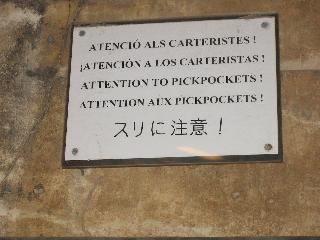 ATENCIÓ ALS CARTERISTES !
¡ATENCIÓN A LOS CARTERISTAS !
ATTENTION TO PICKPOCKETS !
ATTENTION AUX PICKPOCKETS !
スリに注意！